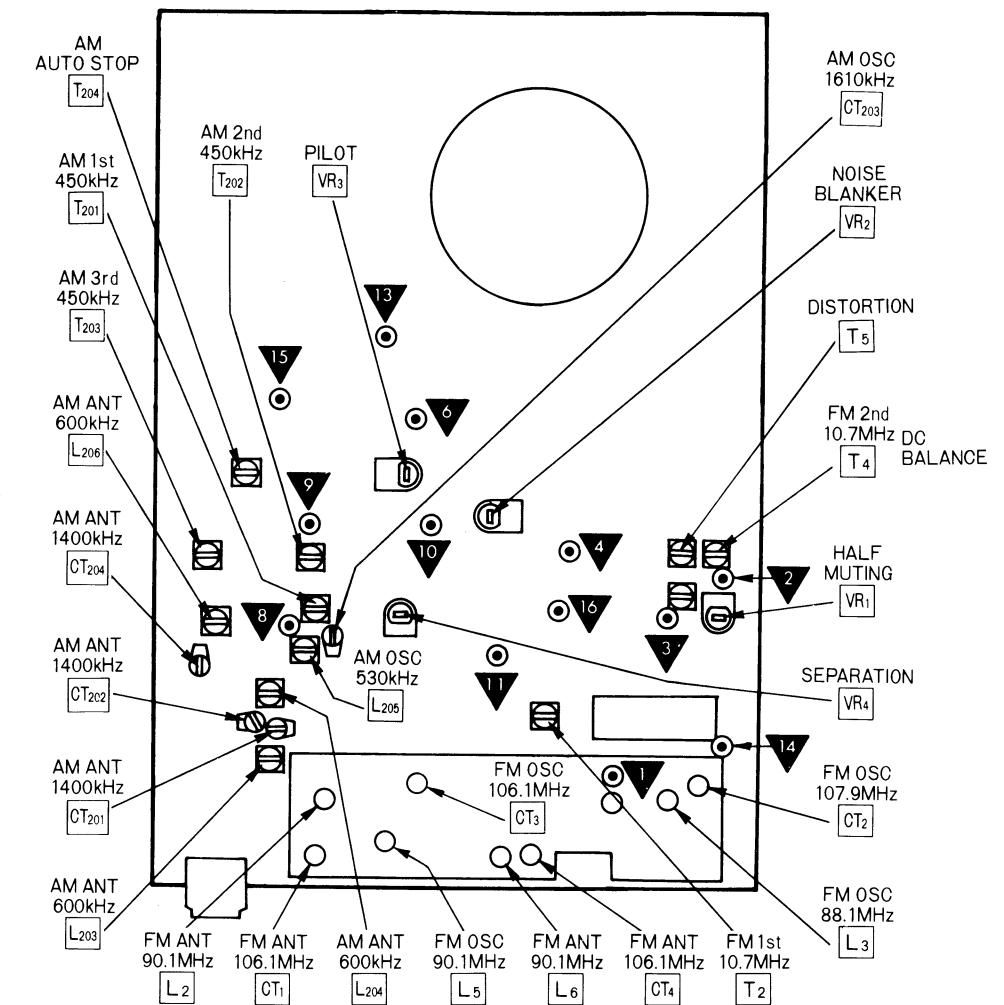 AM
AUTO STOP
T204
AM 1st
450kHz
T201
AM 3rd
450kHz
T203
AM ANT
600kHz
L206
AM ANT
1400kHz
CT204
AM ANT
1400kHz
CT202
AM ANT
1400kHz
CT201
AM ANT
600kHz
L203
AM 2nd
450kHz
T202
PILOT
VR3
AM OSC
1610kHz
CT203
NOISE
BLANKER
VR2
DISTORTION
T5
FM 2nd
10.7MHz
T4
DC
BALANCE
HALF
MUTING
VR1
SEPARATION
VR4
FM OSC
107.9MHz
CT2
FM OSC
88.1MHz
L3
13
15
6
9
10
4
2
16
8
3
11
14
1
AM OSC
530kHz
L205
FM OSC
106.1MHz
CT3
FM ANT
90.1MHz
L2
FM ANT
106.1MHz
CT1
AM ANT
600kHz
L204
FM OSC
90.1MHz
L5
FM ANT
90.1MHz
L6
FM ANT
106.1MHz
CT4
FM 1st
10.7MHz
T2